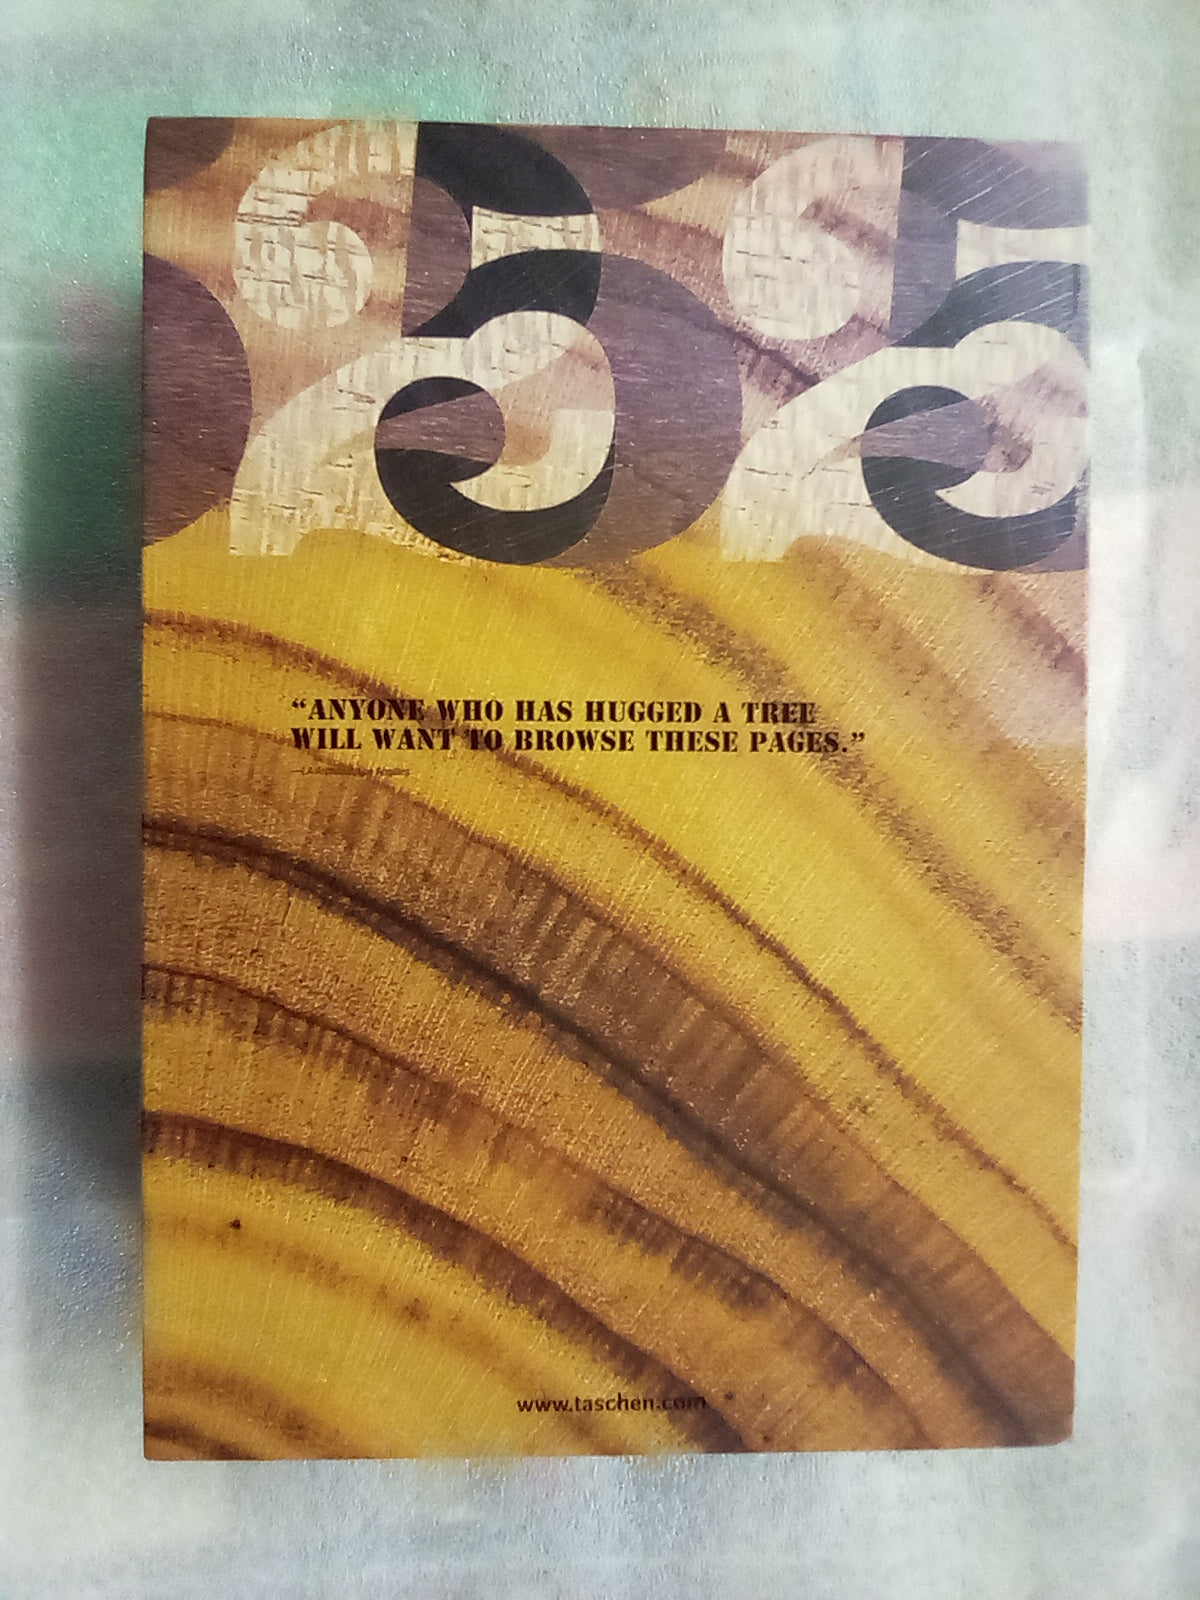 “ANYONE WHO HAS HUGGED A TREE
WILL WANT TO BROWSE THESE PAGES.”
www.taschen.com